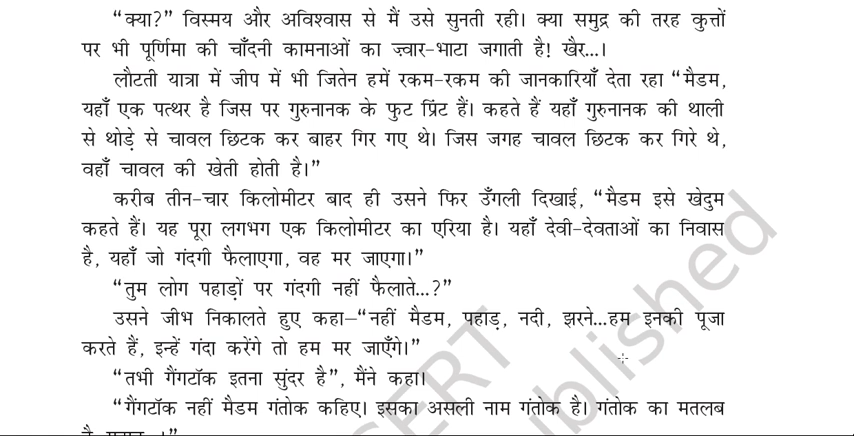 “क्या?” विस्मय और अविश्वास से मैं उसे सुनती रही। क्या समुद्र की तरह कुत्तों
पर भी पूर्णिमा की चाँदनी कामनाओं का ज़्वार-भाटा जगाती है! खैर...।
लौटती यात्रा में जीप में भी जितेन हमें रकम-रकम की जानकारियाँ देता रहा “मैडम,
यहाँ एक पत्थर है जिस पर गुरुनानक के फुट प्रिंट हैं। कहते हैं यहाँ गुरुनानक की थाली
से थोड़े से चावल छिटक कर बाहर गिर गए थे। जिस जगह चावल छिटक कर गिरे थे,
वहाँ चावल की खेती होती है।”
करीब तीन-चार किलोमीटर बाद ही उसने फिर उँगली दिखाई, “मैडम इसे खेदुम
कहते हैं। यह पूरा लगभग एक किलोमीटर का एरिया है। यहाँ देवी-देवताओं का निवास
है, यहाँ जो गंदगी फैलाएगा, वह मर जाएगा।”
“तुम लोग पहाड़ों पर गंदगी नहीं फैलाते...?”
उसने जीभ निकालते हुए कहा—“नहीं मैडम, पहाड़, नदी, झरने...हम इनकी पूजा
करते हैं, इन्हें गंदा करेंगे तो हम मर जाएँगे।”
“तभी गैंगटॉक इतना सुंदर है”, मैंने कहा।
“गैंगटॉक नहीं मैडम गंतोक कहिए। इसका असली नाम गंतोक है। गंतोक का मतलब